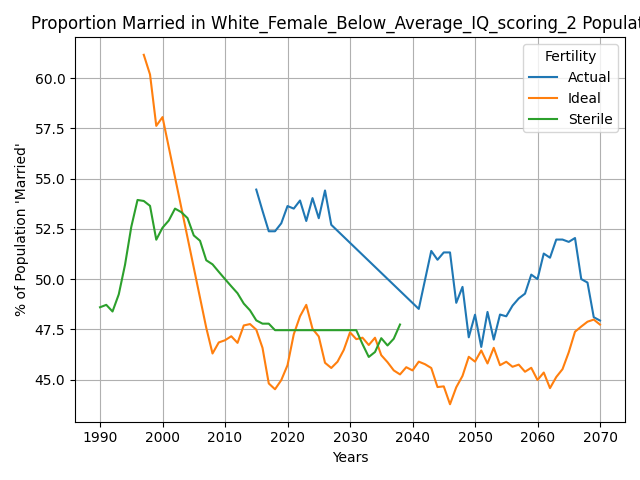 Proportion Married in White_Female_Below_Average_IQ_scoring_2 Populat
Fertility
Actual
Ideal
Sterile
% of Population 'Married'
60.0
57.5
55.0
52.5
50.0
47.5
45.0
1990 2000 2010 2020 2030 2040 2050 2060 2070
Years